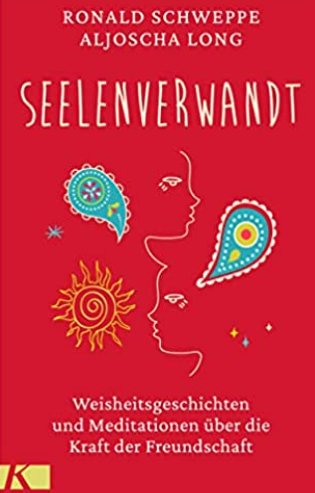 RONALD SCHWEPPE
ALJOSCHA LONG
SEELENVERWANDT
Weisheitsgeschichten
und Meditationen über die
Kraft der Freundschaft
K